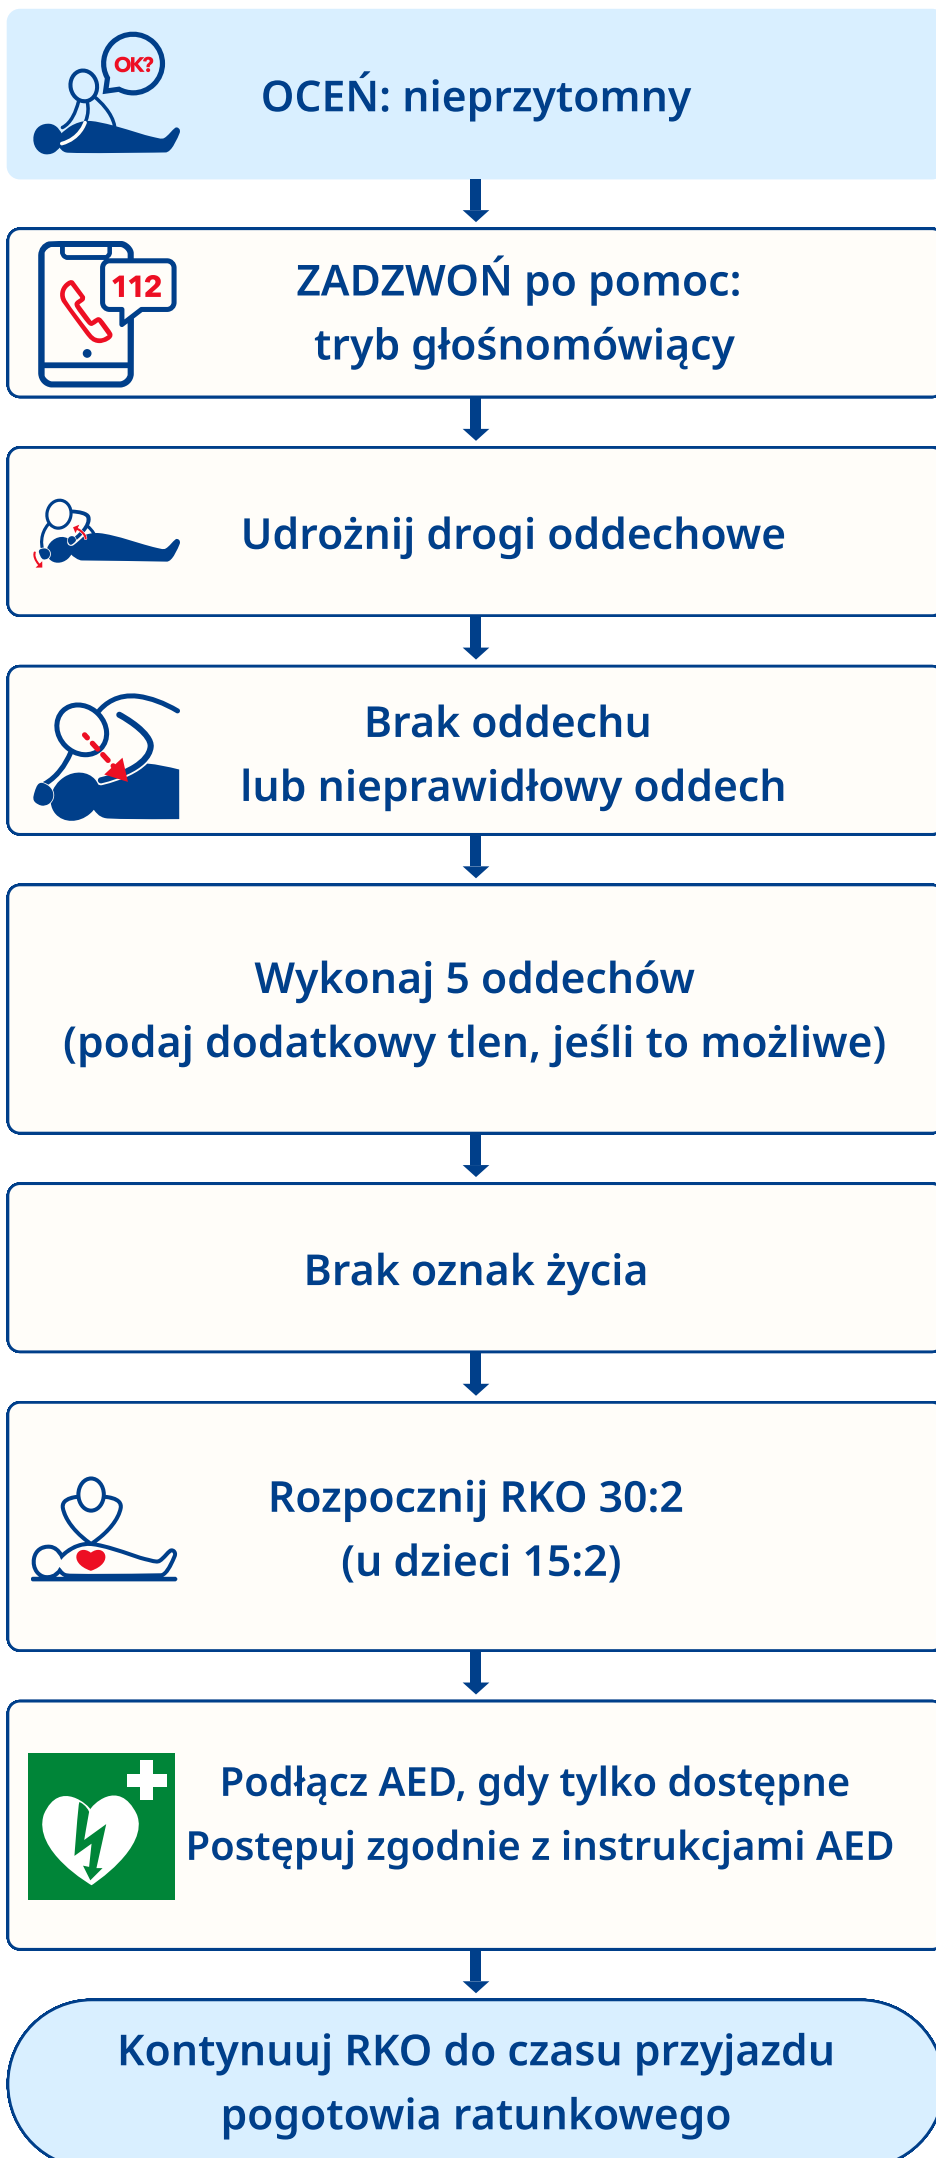 OK?
OCEŃ: nieprzytomny
112
ZADZWOŃ po pomoc:
tryb głośnomówiący
Udrożnij drogi oddechowe
Brak oddechu
lub nieprawidłowy oddech
Wykonaj 5 oddechów
(podaj dodatkowy tlen, jeśli to możliwe)
Brak oznak życia
Rozpocznij RKO 30:2
(u dzieci 15:2)
Podłącz AED, gdy tylko dostępne
Postępuj zgodnie z instrukcjami AED
Kontynuuj RKO do czasu przyjazdu
pogotowia ratunkowego